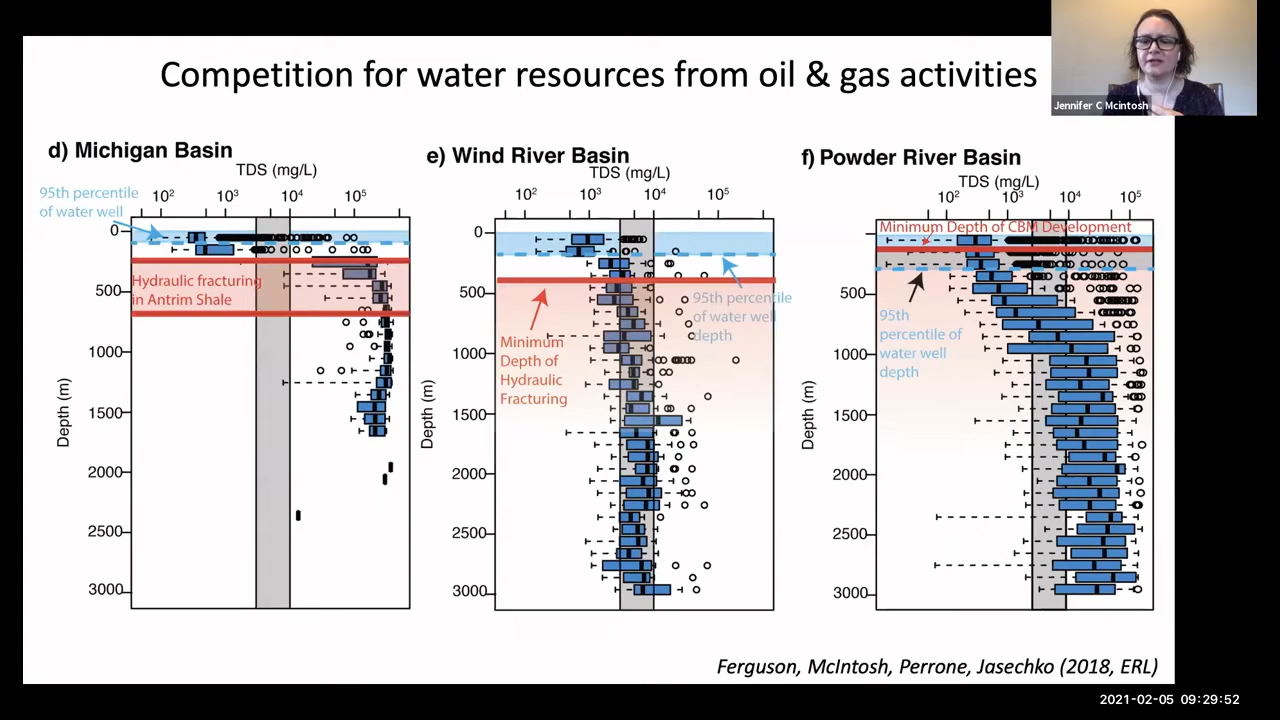 Competition for water resources from oil & gas activities
Jennifer C Mcintosh
d) Michigan Basin
TDS (mg/L)
95th percentile
of water well
10² 10³ 10⁴ 10⁵
0
Hydraulic fracturing
in Antrim Shale
500
1000
1500
2000
2500
3000
Depth (m)
e) Wind River Basin
TDS (mg/L)
10² 10³ 10⁴ 10⁵
0
500
95th percentile
of water well
depth
Minimum
Depth of
Hydraulic
Fracturing
1000
1500
2000
2500
3000
Depth (m)
f) Powder River Basin
TDS (mg/L)
10² 10³ 10⁴ 10⁵
Minimum Depth of CBM Development
500
95th
percentile of
water well
depth
1000
1500
2000
2500
3000
Depth (m)
Ferguson, McIntosh, Perrone, Jasechko (2018, ERL)
2021-02-05 09:29:52